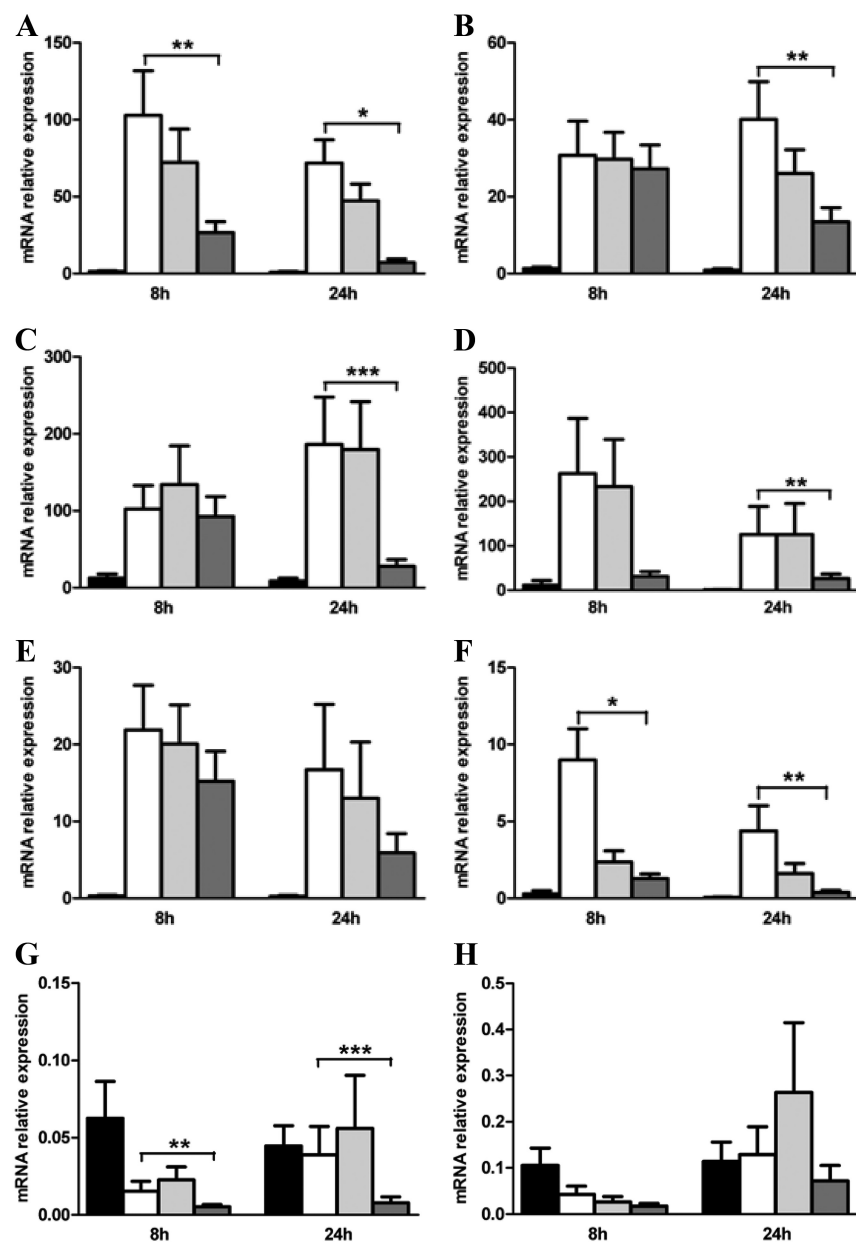 A
mRNA relative expression
150
100
50
0
**
*
8h
24h
B
mRNA relative expression
60
40
20
0
**
8h
24h
C
mRNA relative expression
300
200
100
0
***
8h
24h
D
mRNA relative expression
500
400
300
200
100
0
**
8h
24h
E
mRNA relative expression
30
20
10
0
8h
24h
F
mRNA relative expression
15
10
5
0
*
**
8h
24h
G
mRNA relative expression
0.15
0.10
0.05
0.00
**
***
8h
24h
H
mRNA relative expression
0.5
0.4
0.3
0.2
0.1
0.0
8h
24h